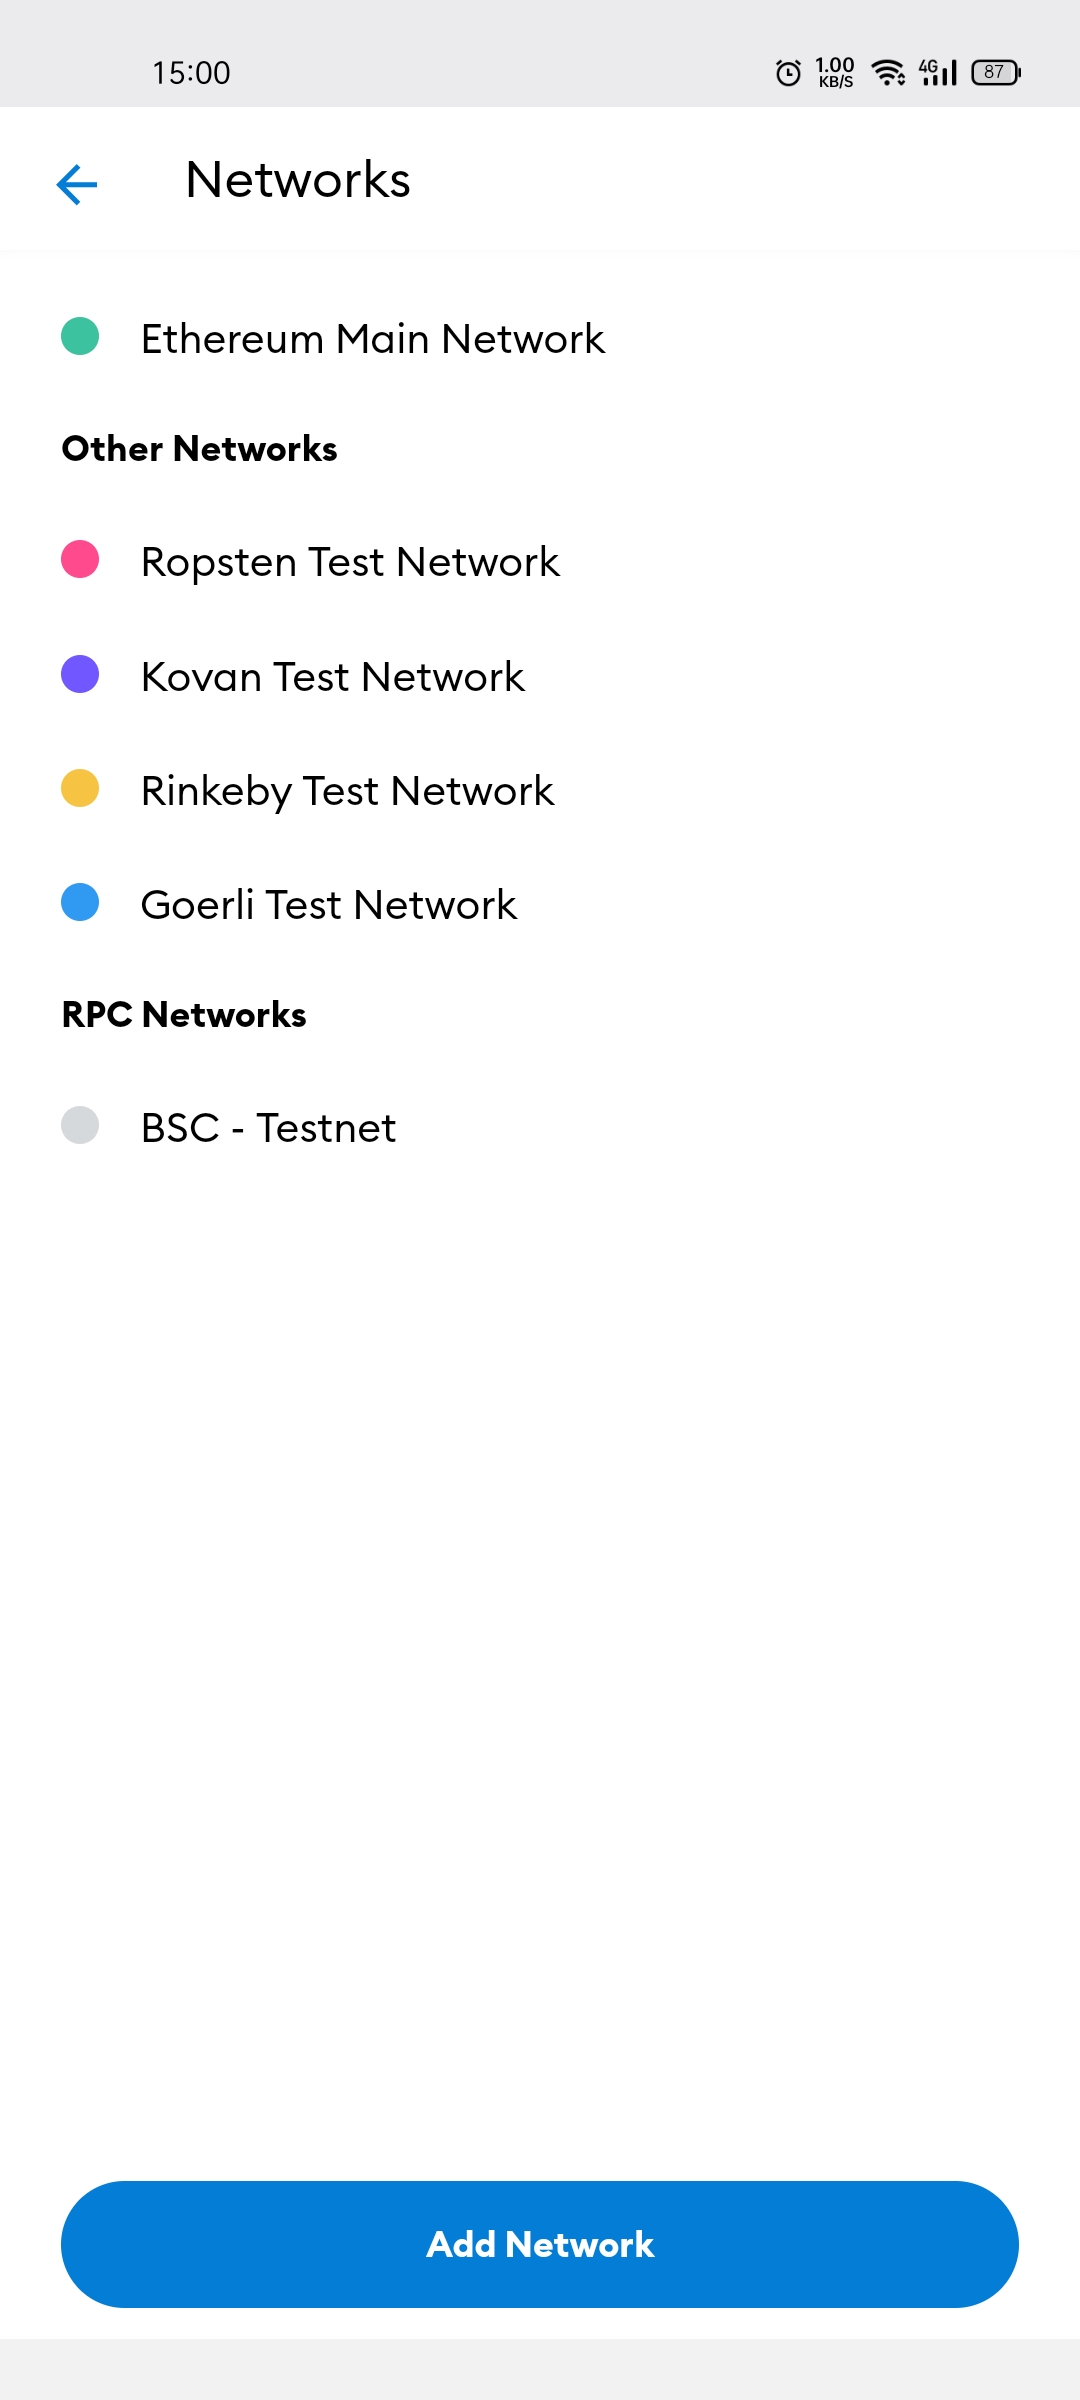 15:00
1.00
KB/S
4G
87
Networks
Ethereum Main Network
Other Networks
Ropsten Test Network
Kovan Test Network
Rinkeby Test Network
Goerli Test Network
RPC Networks
BSC - Testnet
Add Network